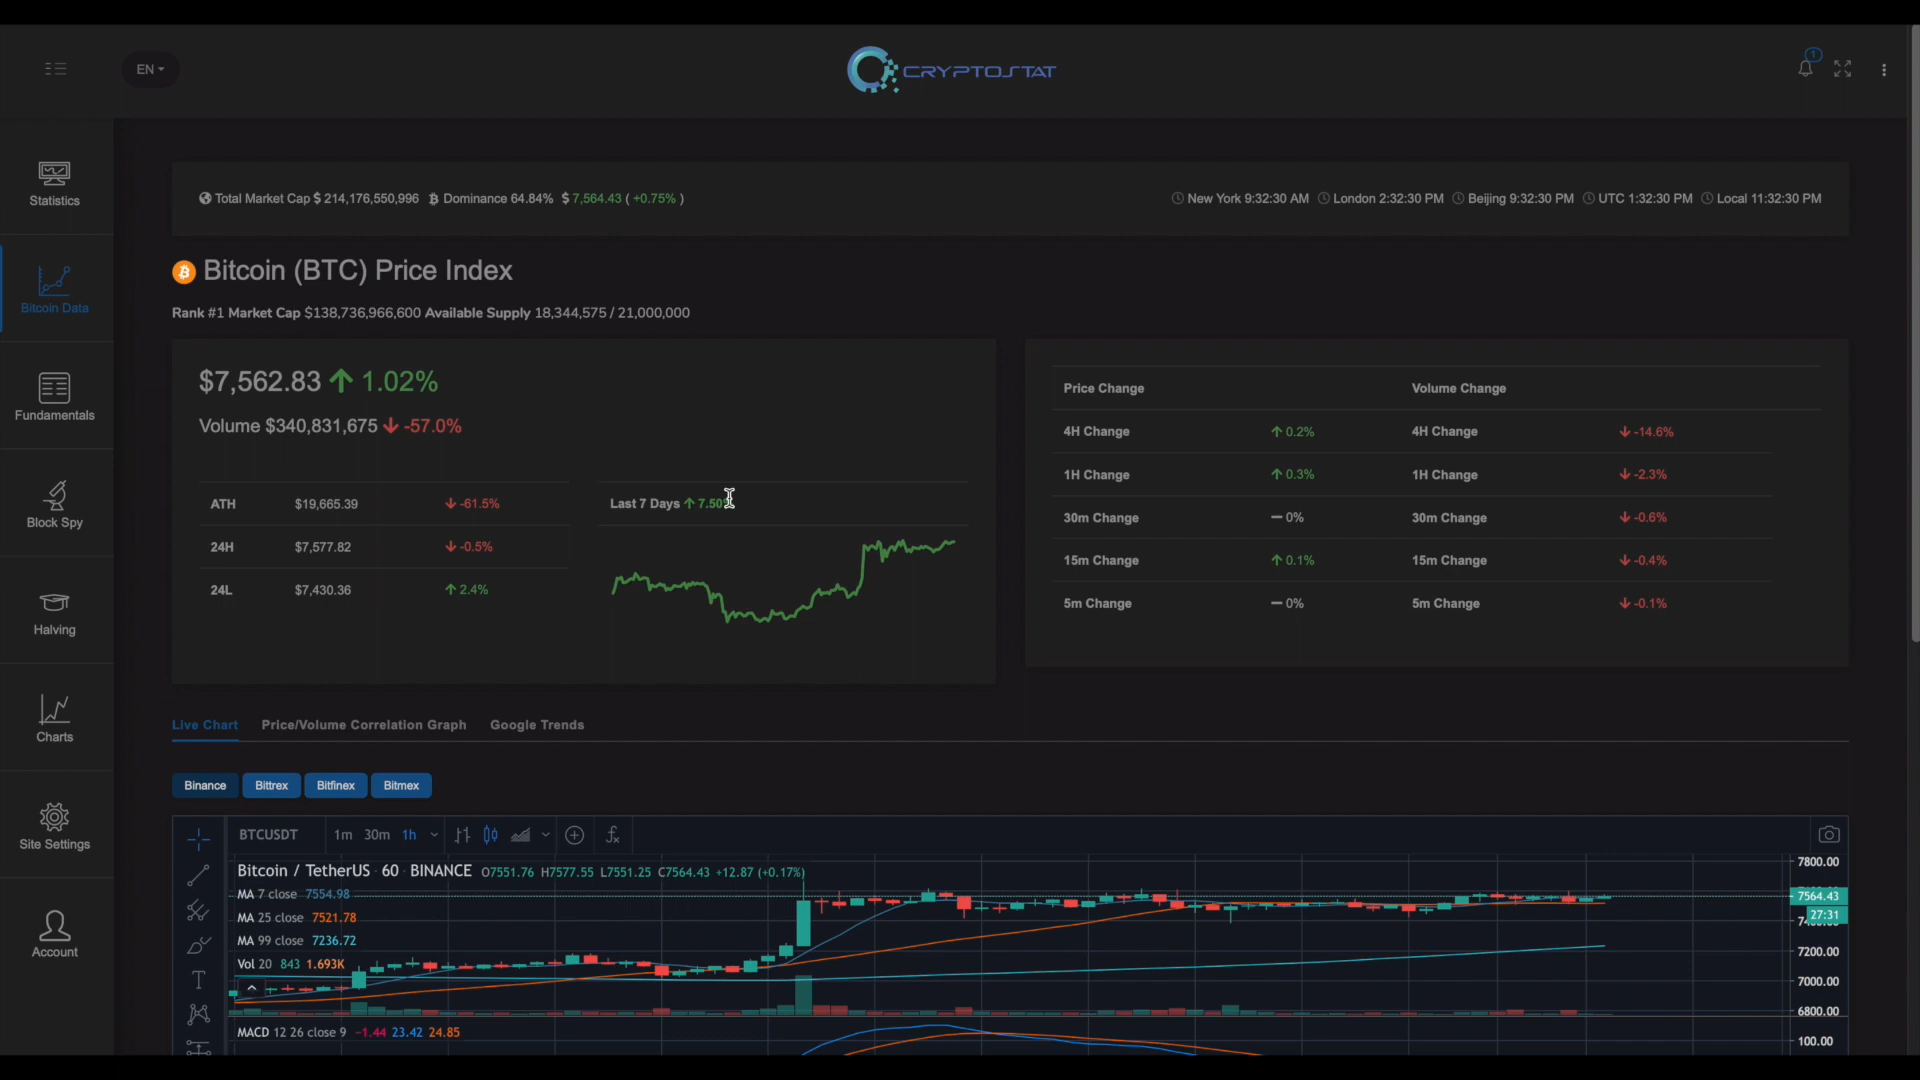 EN
CRYPTOSTAT
1
Statistics
Bitcoin Data
Fundamentals
Block Spy
Halving
Charts
Site Settings
Account
Total Market Cap $ 214,176,550,996 Dominance 64.84% $ 7,564.43 ( +0.75% )
New York 9:32:30 AM London 2:32:30 PM Beijing 9:32:30 PM UTC 1:32:30 PM Local 11:32:30 PM
Bitcoin (BTC) Price Index
Rank #1 Market Cap $138,736,966,600 Available Supply 18,344,575 / 21,000,000
$7,562.83 1.02%
Volume $340,831,675 -57.0%
ATH $19,665.39 -61.5%
24H $7,577.82 -0.5%
24L $7,430.36 2.4%
Last 7 Days 7.50%
Price Change Volume Change
4H Change 0.2% 4H Change -14.6%
1H Change 0.3% 1H Change -2.3%
30m Change 0% 30m Change -0.6%
15m Change 0.1% 15m Change -0.4%
5m Change 0% 5m Change -0.1%
Live Chart Price/Volume Correlation Graph Google Trends
Binance Bittrex Bitfinex Bitmex
BTCUSDT 1m 30m 1h
Bitcoin / TetherUS · 60 · BINANCE O7551.76 H7577.55 L7551.25 C7564.43 +12.87 (+0.17%)
MA 7 close 7554.98
MA 25 close 7521.78
MA 99 close 7236.72
Vol 20 843 1.693K
MACD 12 26 close 9 −1.44 23.42 24.85
7800.00
7564.43
27:31
7200.00
7000.00
6800.00
100.00